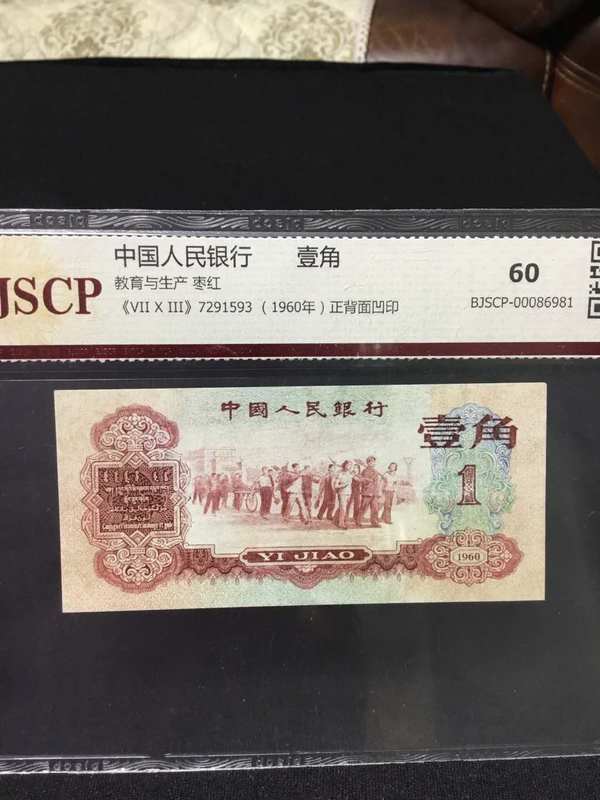 JSCP
中国人民银行 壹角
教育与生产 枣红
《VII X III》7291593 （1960年）正背面凹印
60
BJSCP-00086981
中國人民銀行
壹角
1
YI JIAO
1960